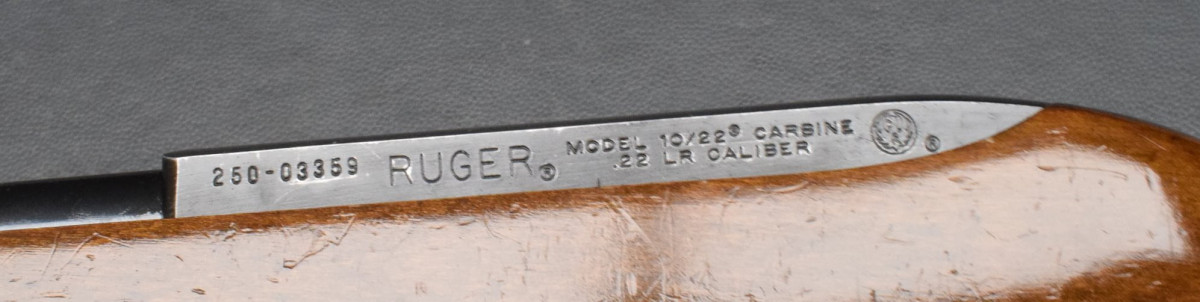 250-03359
RUGER®
MODEL 10/22® CARBINE
.22 LR CALIBER
®